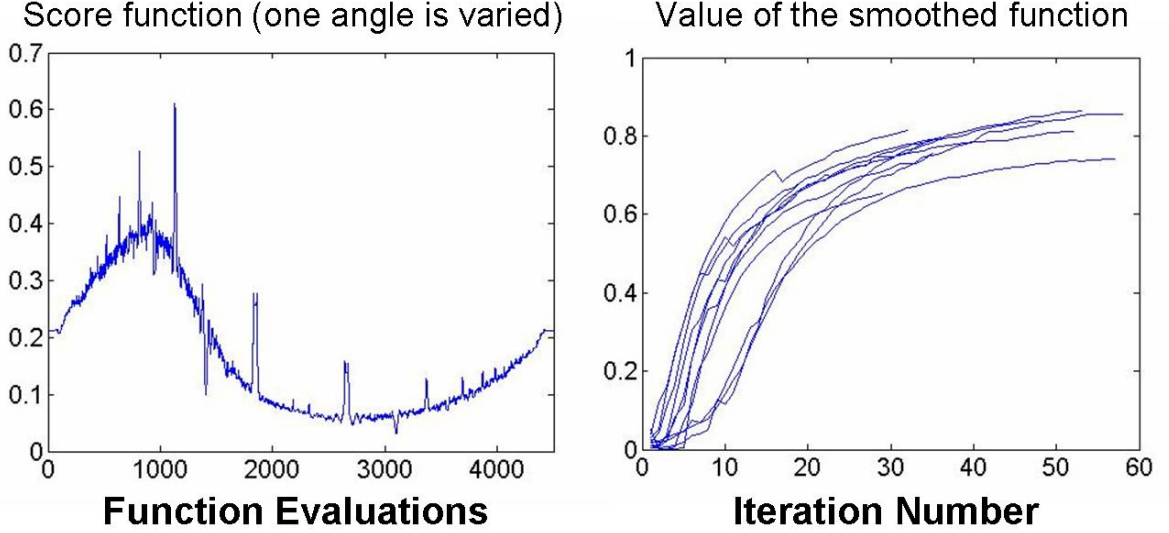 Score function (one angle is varied)
0.7
0.6
0.5
0.4
0.3
0.2
0.1
0
0 1000 2000 3000 4000
Function Evaluations
Value of the smoothed function
1
0.8
0.6
0.4
0.2
0
0 10 20 30 40 50 60
Iteration Number